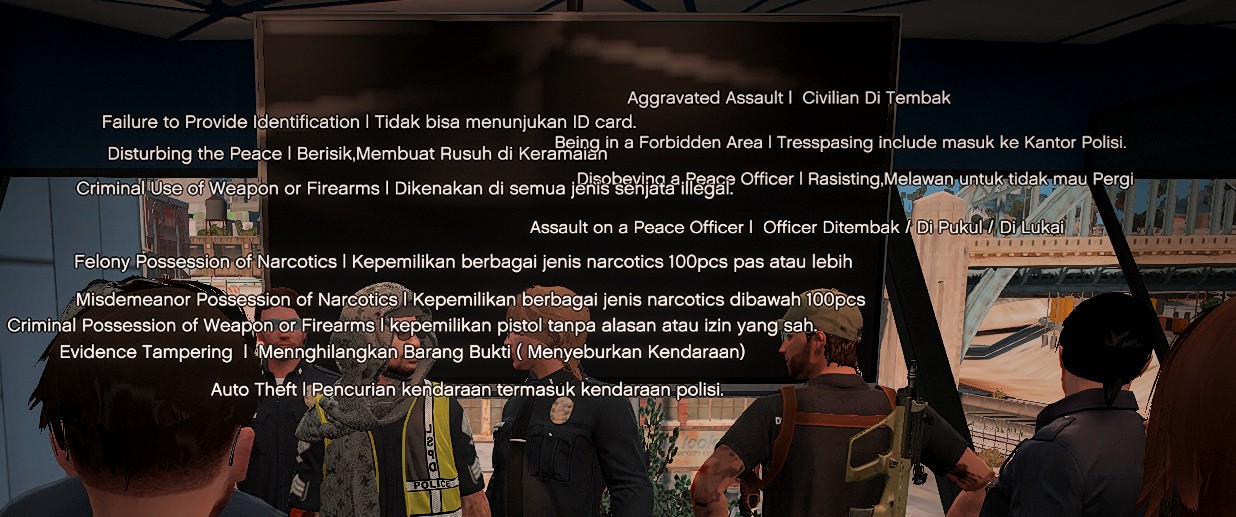 Aggravated Assault | Civilian Di Tembak
Failure to Provide Identification | Tidak bisa menunjukan ID card.
Being in a Forbidden Area | Tresspasing include masuk ke Kantor Polisi.
Disturbing the Peace | Berisik,Membuat Rusuh di Keramaian
Disobeying a Peace Officer | Rasisting,Melawan untuk tidak mau Pergi
Criminal Use of Weapon or Firearms | Dikenakan di semua jenis senjata illegal.
Assault on a Peace Officer | Officer Ditembak / Di Pukul / Di Lukai
Felony Possession of Narcotics | Kepemilikan berbagai jenis narcotics 100pcs pas atau lebih
Misdemeanor Possession of Narcotics | Kepemilikan berbagai jenis narcotics dibawah 100pcs
Criminal Possession of Weapon or Firearms | kepemilikan pistol tanpa alasan atau izin yang sah.
Evidence Tampering | Mennghilangkan Barang Bukti ( Menyeburkan Kendaraan)
Auto Theft | Pencurian kendaraan termasuk kendaraan polisi.
LSPD
POLICE